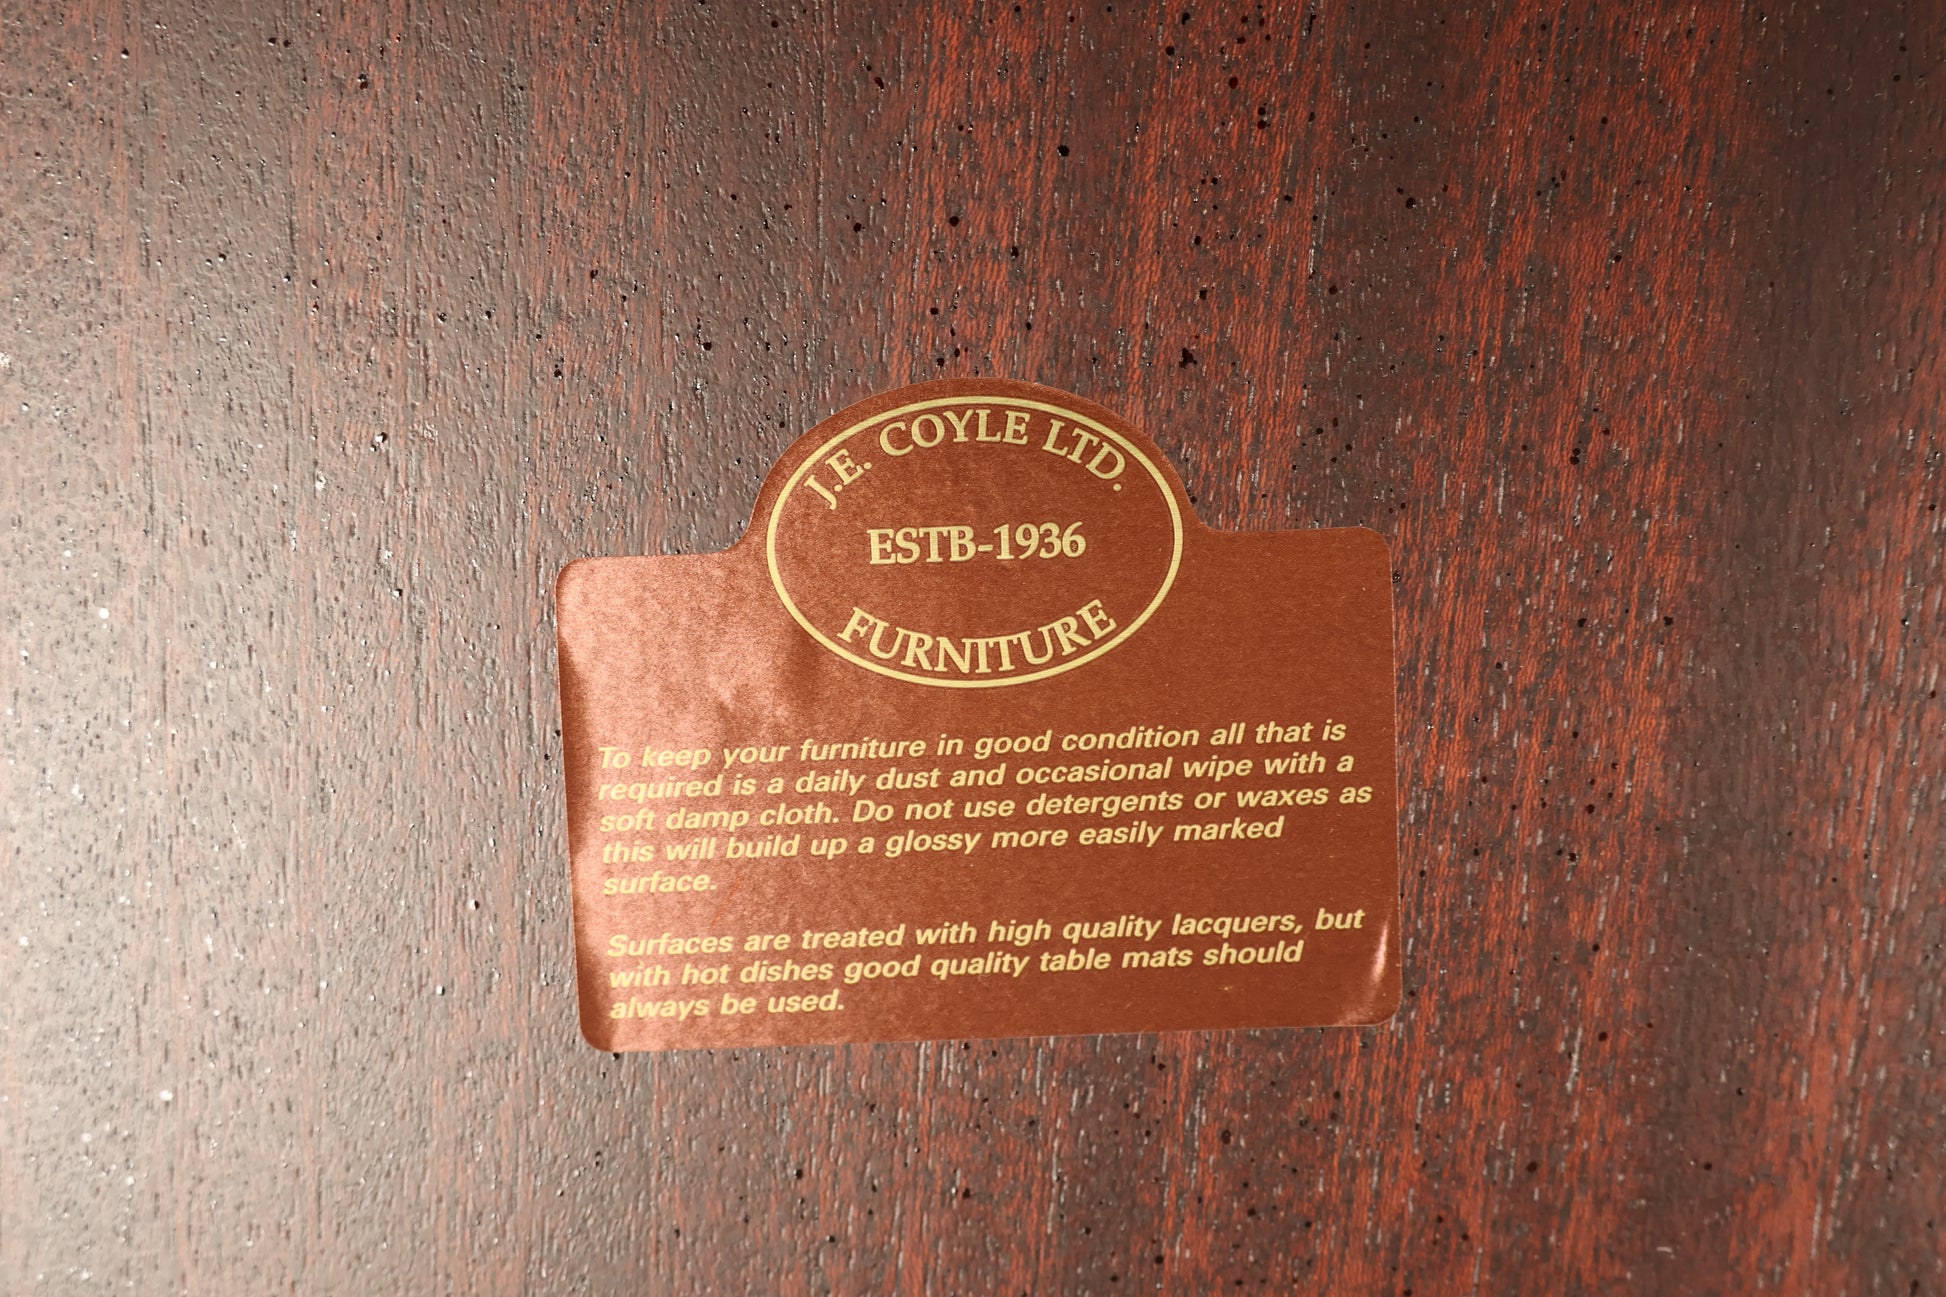 J.E. COYLE LTD.
ESTB-1936
FURNITURE
To keep your furniture in good condition all that is
required is a daily dust and occasional wipe with a
soft damp cloth. Do not use detergents or waxes as
this will build up a glossy more easily marked
surface.
Surfaces are treated with high quality lacquers, but
with hot dishes good quality table mats should
always be used.